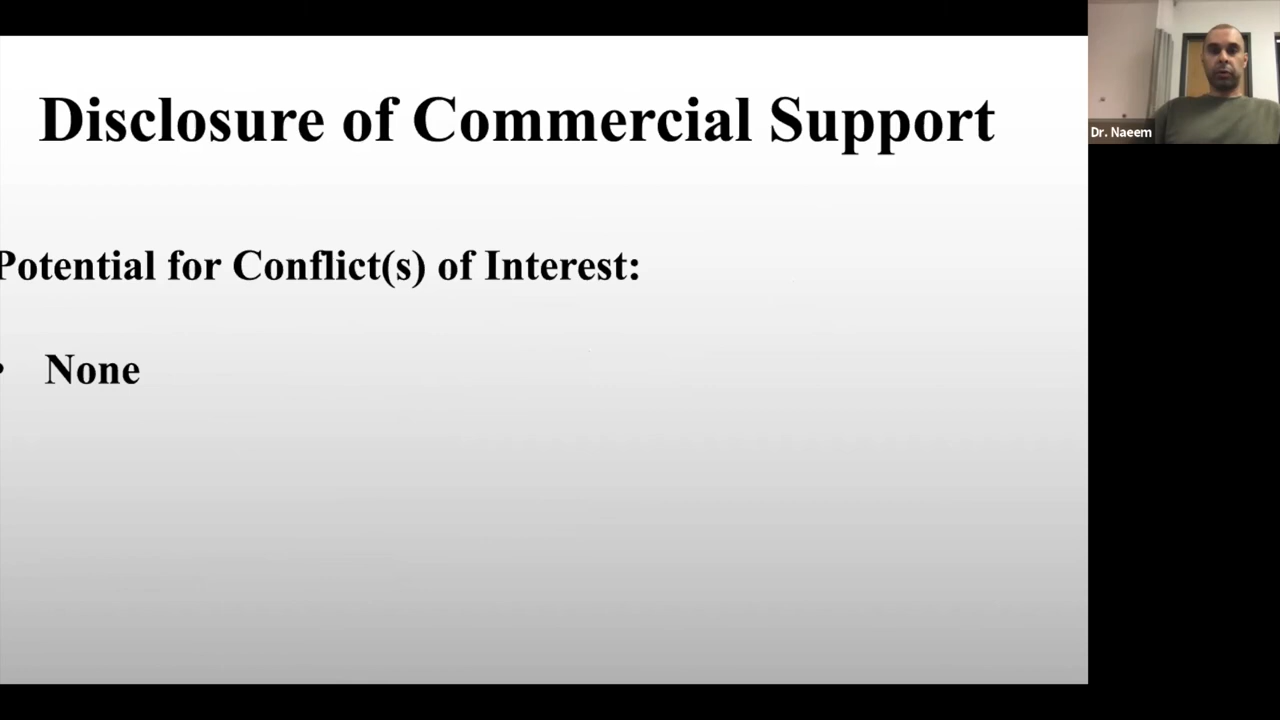 Disclosure of Commercial Support
Potential for Conflict(s) of Interest:
• None
Dr. Naeem